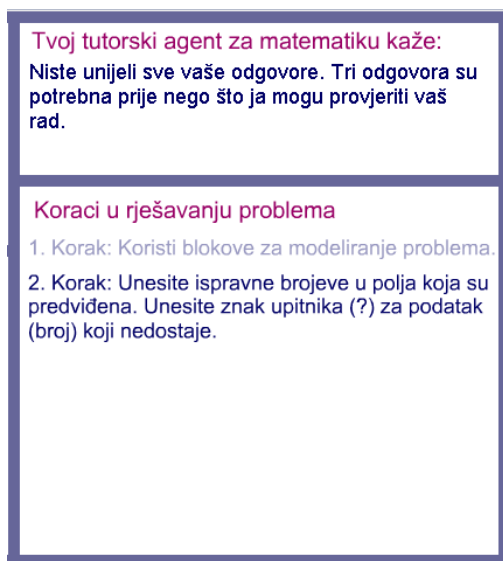 Tvoj tutorski agent za matematiku kaže:
Niste unijeli sve vaše odgovore. Tri odgovora su
potrebna prije nego što ja mogu provjeriti vaš
rad.
Koraci u rješavanju problema
1. Korak: Koristi blokove za modeliranje problema.
2. Korak: Unesite ispravne brojeve u polja koja su
predviđena. Unesite znak upitnika (?) za podatak
(broj) koji nedostaje.